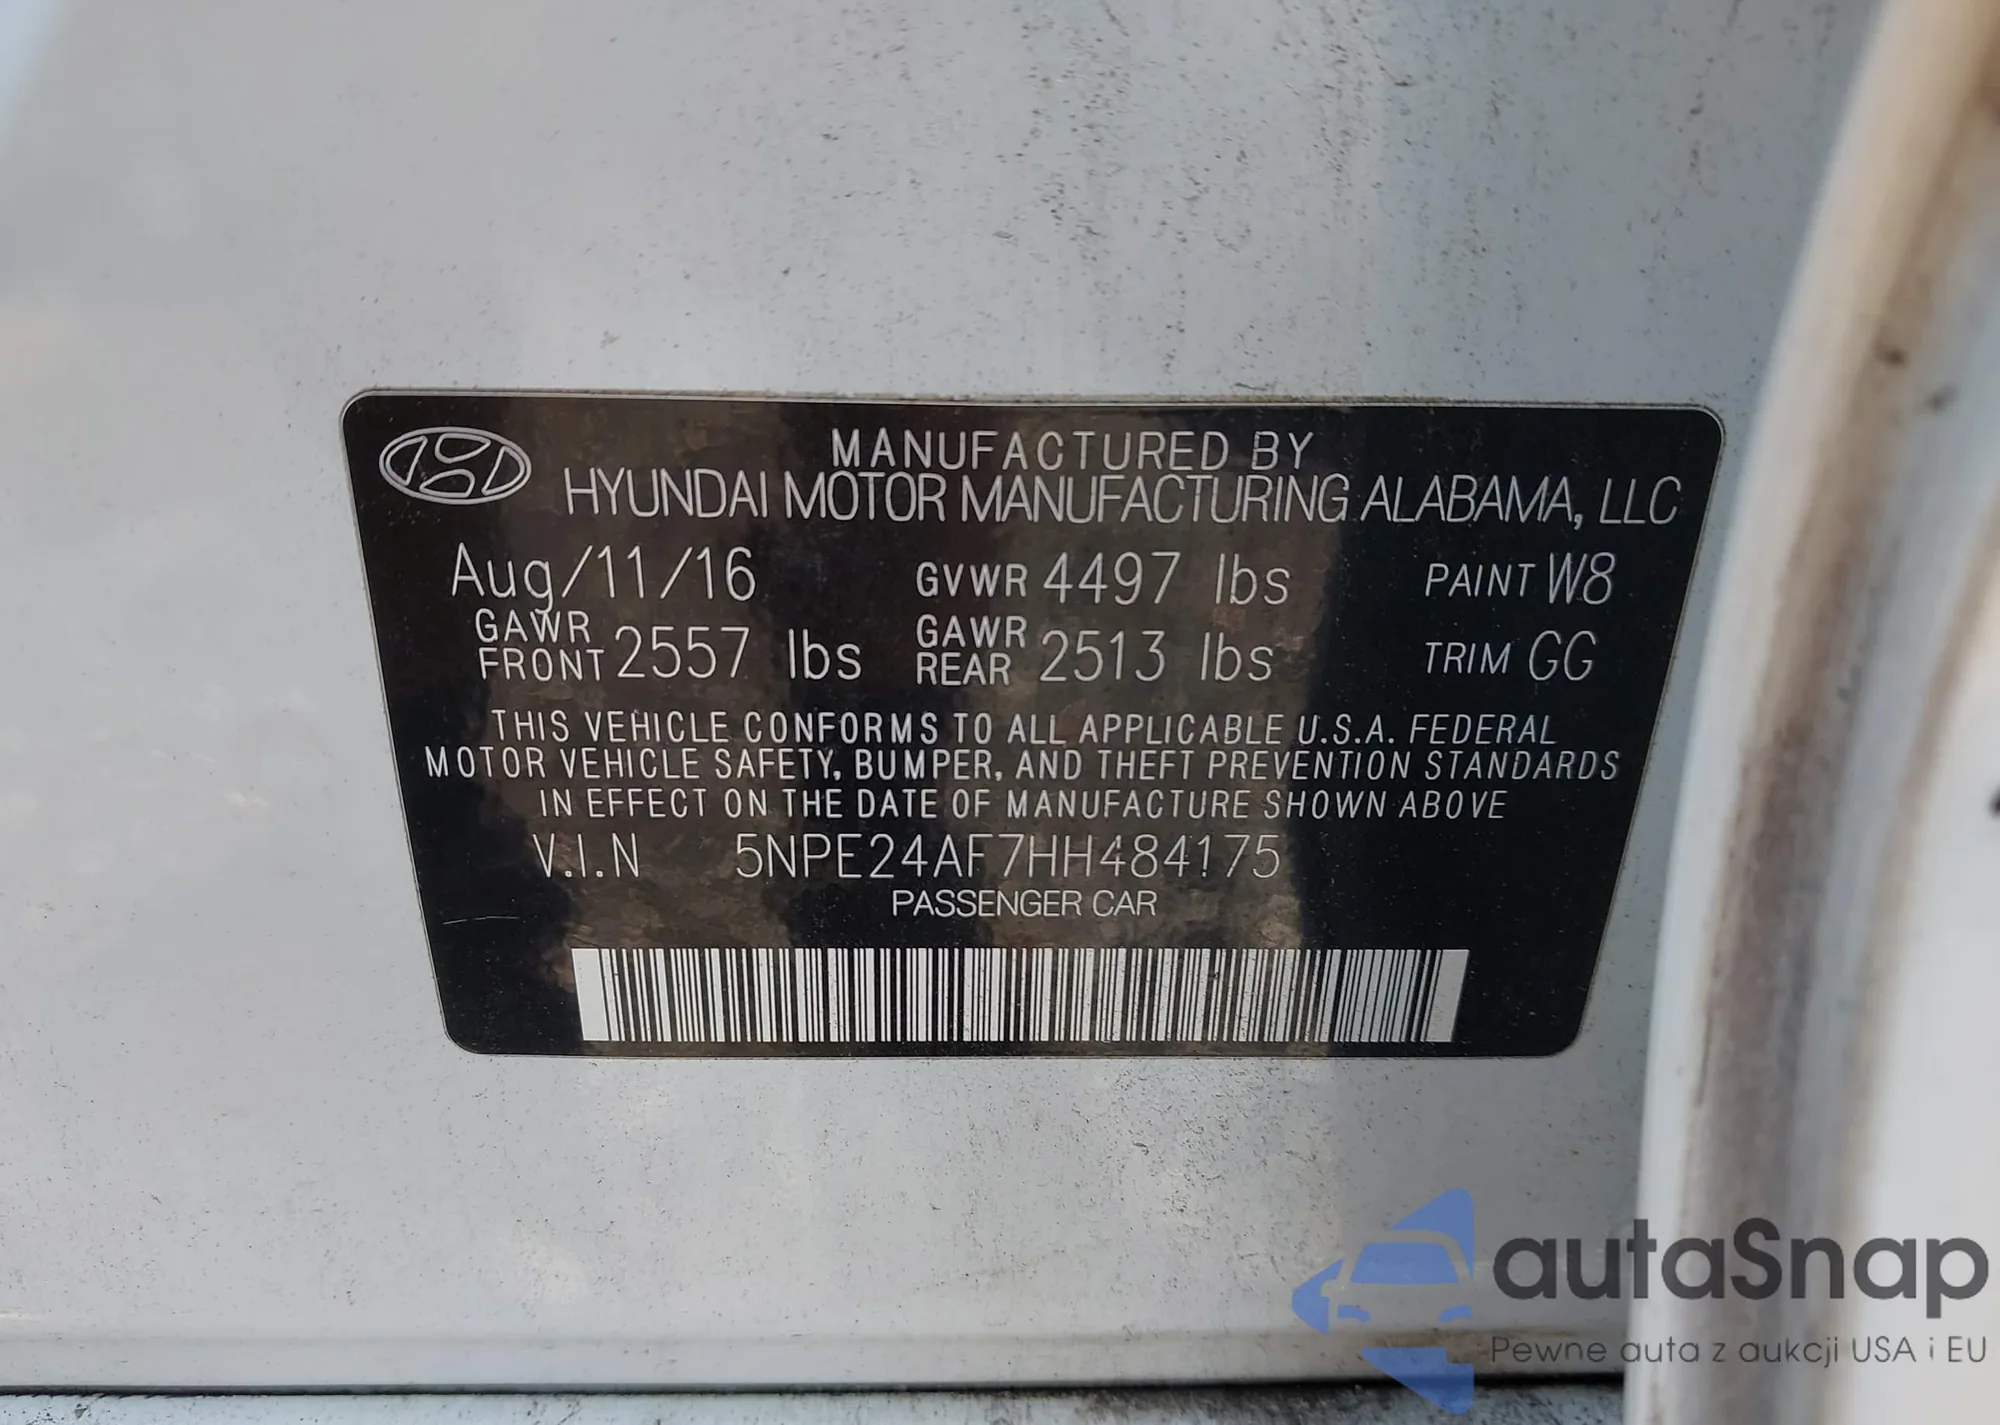 MANUFACTURED BY
HYUNDAI MOTOR MANUFACTURING ALABAMA, LLC
Aug/11/16 GVWR 4497 lbs PAINT W8
GAWR FRONT 2557 lbs GAWR REAR 2513 lbs TRIM GG
THIS VEHICLE CONFORMS TO ALL APPLICABLE U.S.A. FEDERAL
MOTOR VEHICLE SAFETY, BUMPER, AND THEFT PREVENTION STANDARDS
IN EFFECT ON THE DATE OF MANUFACTURE SHOWN ABOVE
V.I.N 5NPE24AF7HH484175
PASSENGER CAR
autaSnap
Pewne auta z aukcji USA i EU